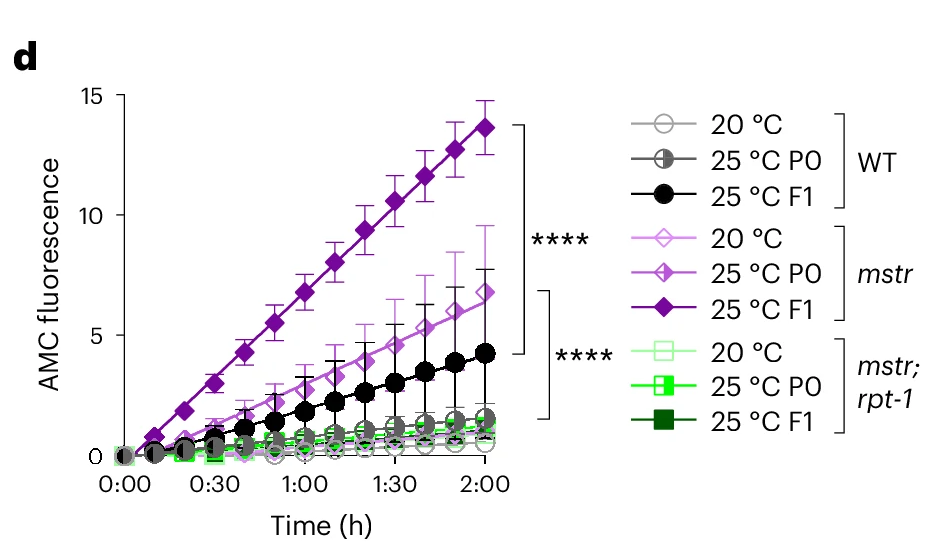 d
AMC fluorescence
15
10
5
0
0:00 0:30 1:00 1:30 2:00
Time (h)
****
****
20 °C
25 °C P0
25 °C F1
WT
20 °C
25 °C P0
25 °C F1
mstr
20 °C
25 °C P0
25 °C F1
mstr;
rpt-1